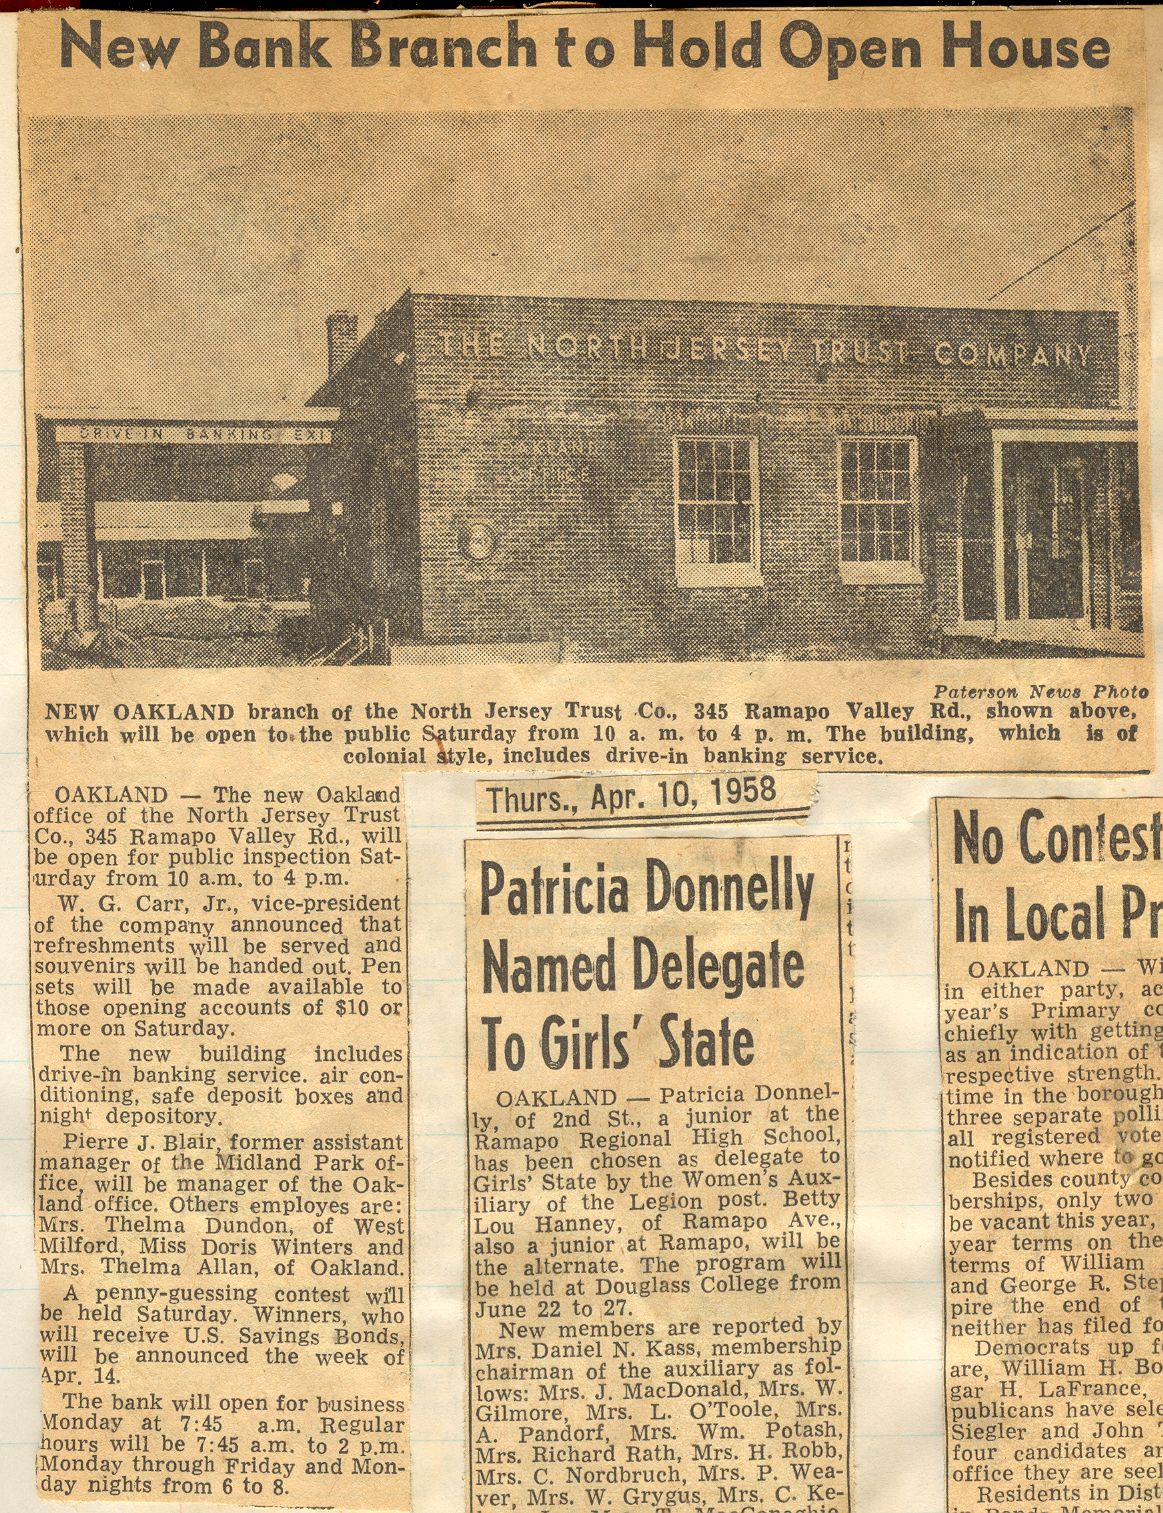 New Bank Branch to Hold Open House
THE NORTH JERSEY TRUST COMPANY
DRIVE IN BANKING EXI
OAKLAND
OFFICE
Paterson News Photo
NEW OAKLAND branch of the North Jersey Trust Co., 345 Ramapo Valley Rd., shown above,
which will be open to the public Saturday from 10 a. m. to 4 p. m. The building, which is of
colonial style, includes drive-in banking service.
OAKLAND — The new Oakland
office of the North Jersey Trust
Co., 345 Ramapo Valley Rd., will
be open for public inspection Sat-
urday from 10 a.m. to 4 p.m.
W. G. Carr, Jr., vice-president
of the company announced that
refreshments will be served and
souvenirs will be handed out. Pen
sets will be made available to
those opening accounts of $10 or
more on Saturday.
The new building includes
drive-in banking service. air con-
ditioning, safe deposit boxes and
night depository.
Pierre J. Blair, former assistant
manager of the Midland Park of-
fice, will be manager of the Oak-
land office. Others employes are:
Mrs. Thelma Dundon, of West
Milford, Miss Doris Winters and
Mrs. Thelma Allan, of Oakland.
A penny-guessing contest will
be held Saturday. Winners, who
will receive U.S. Savings Bonds,
will be announced the week of
Apr. 14.
The bank will open for business
Monday at 7:45 a.m. Regular
hours will be 7:45 a.m. to 2 p.m.
Monday through Friday and Mon-
day nights from 6 to 8.
Thurs., Apr. 10, 1958
Patricia Donnelly
Named Delegate
To Girls' State
OAKLAND — Patricia Donnel-
ly, of 2nd St., a junior at the
Ramapo Regional High School,
has been chosen as delegate to
Girls' State by the Women's Aux-
iliary of the Legion post. Betty
Lou Hanney, of Ramapo Ave.,
also a junior at Ramapo, will be
the alternate. The program will
be held at Douglass College from
June 22 to 27.
New members are reported by
Mrs. Daniel N. Kass, membership
chairman of the auxiliary as fol-
lows: Mrs. J. MacDonald, Mrs. W.
Gilmore, Mrs. L. O'Toole, Mrs.
A. Pandorf, Mrs. Wm. Potash,
Mrs. Richard Rath, Mrs. H. Robb,
Mrs. C. Nordbruch, Mrs. P. Wea-
ver, Mrs. W. Grygus, Mrs. C. Ke-
No Contest
In Local Pr
OAKLAND — Wi
in either party, ac
year's Primary co
chiefly with getting
as an indication of
respective strength.
time in the borough
three separate polli
all registered vote
notified where to go
Besides county co
berships, only two
be vacant this year,
year terms on the
terms of William
and George R. Step
pire the end of
neither has filed fo
Democrats up f
are, William H. Bo
gar H. LaFrance,
publicans have sele
Siegler and John
four candidates ar
office they are seel
Residents in Dist